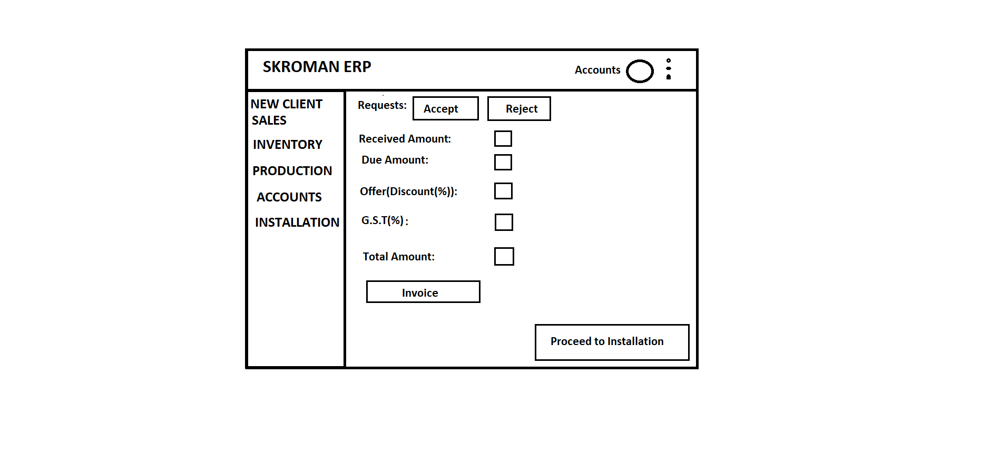 SKROMAN ERP
Accounts
NEW CLIENT
SALES
INVENTORY
PRODUCTION
ACCOUNTS
INSTALLATION
Requests: Accept Reject
Received Amount:
Due Amount:
Offer(Discount(%)):
G.S.T(%) :
Total Amount:
Invoice
Proceed to Installation